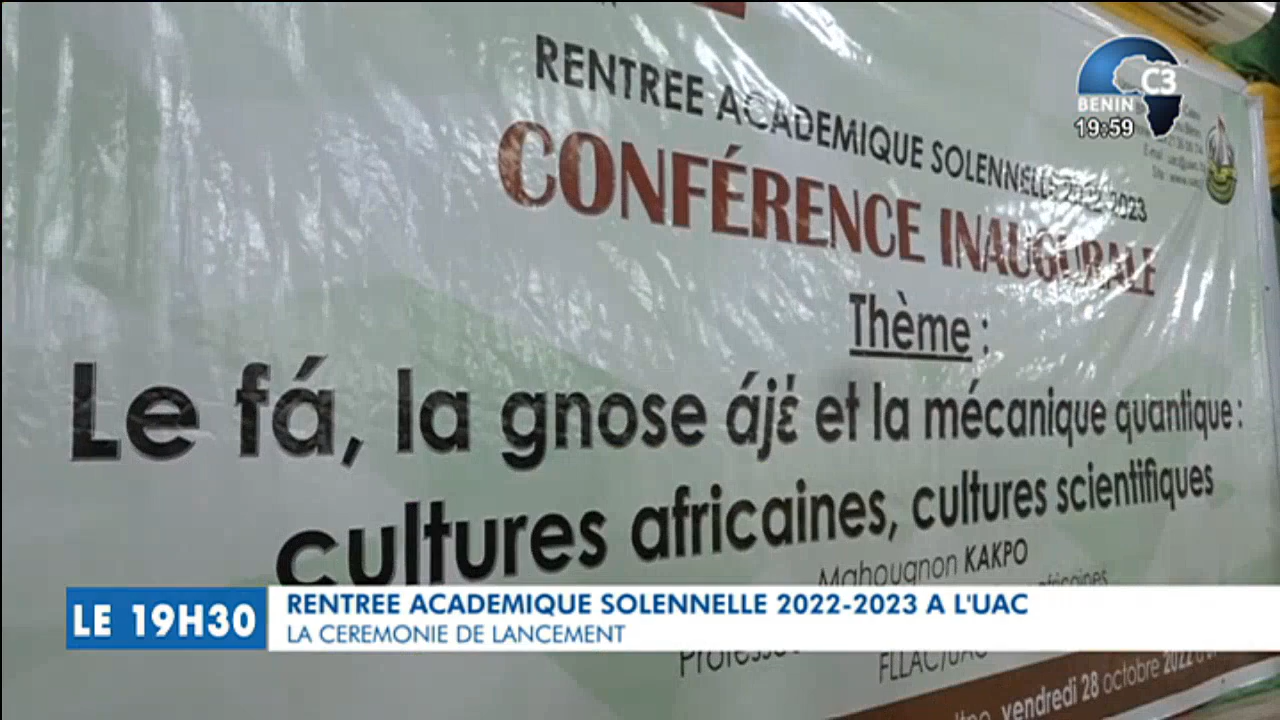 RENTREE ACADEMIQUE SOLENNELLE 2022-2023
CONFÉRENCE INAUGURALE
Thème :
Le fá, la gnose ájɛ́ et la mécanique quantique :
cultures africaines, cultures scientifiques
Mahougnon KAKPO
africaines
FLLAC/UAC
vendredi 28 octobre 2022
C3
BENIN
19:59
LE 19H30
RENTREE ACADEMIQUE SOLENNELLE 2022-2023 A L'UAC
LA CEREMONIE DE LANCEMENT